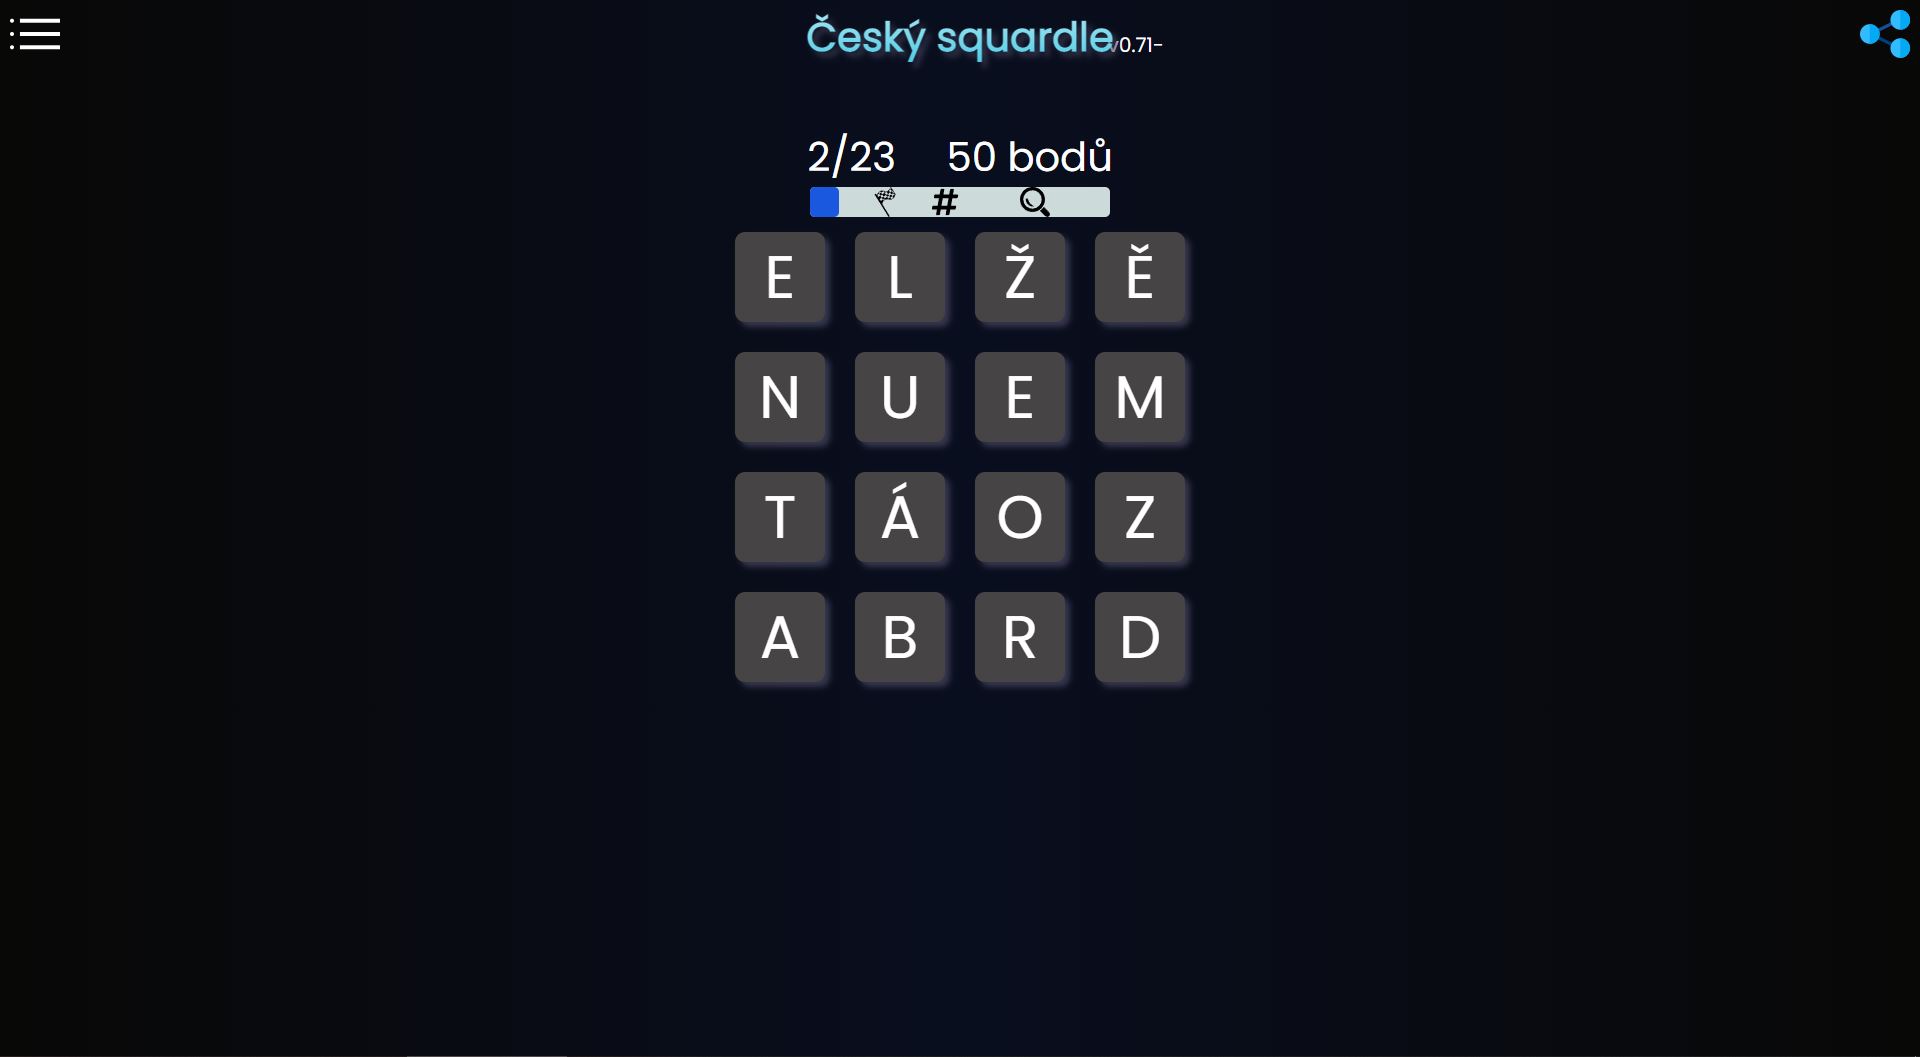 Český squardle v0.71-
2/23 50 bodů
#
E L Ž Ě
N U E M
T Á O Z
A B R D